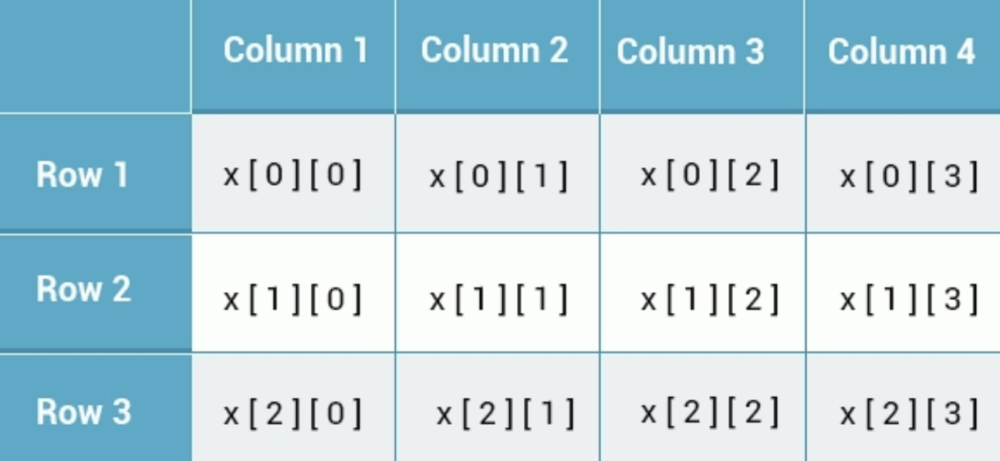 Column 1 Column 2 Column 3 Column 4
Row 1 x [ 0 ] [ 0 ] x [ 0 ] [ 1 ] x [ 0 ] [ 2 ] x [ 0 ] [ 3 ]
Row 2 x [ 1 ] [ 0 ] x [ 1 ] [ 1 ] x [ 1 ] [ 2 ] x [ 1 ] [ 3 ]
Row 3 x [ 2 ] [ 0 ] x [ 2 ] [ 1 ] x [ 2 ] [ 2 ] x [ 2 ] [ 3 ]